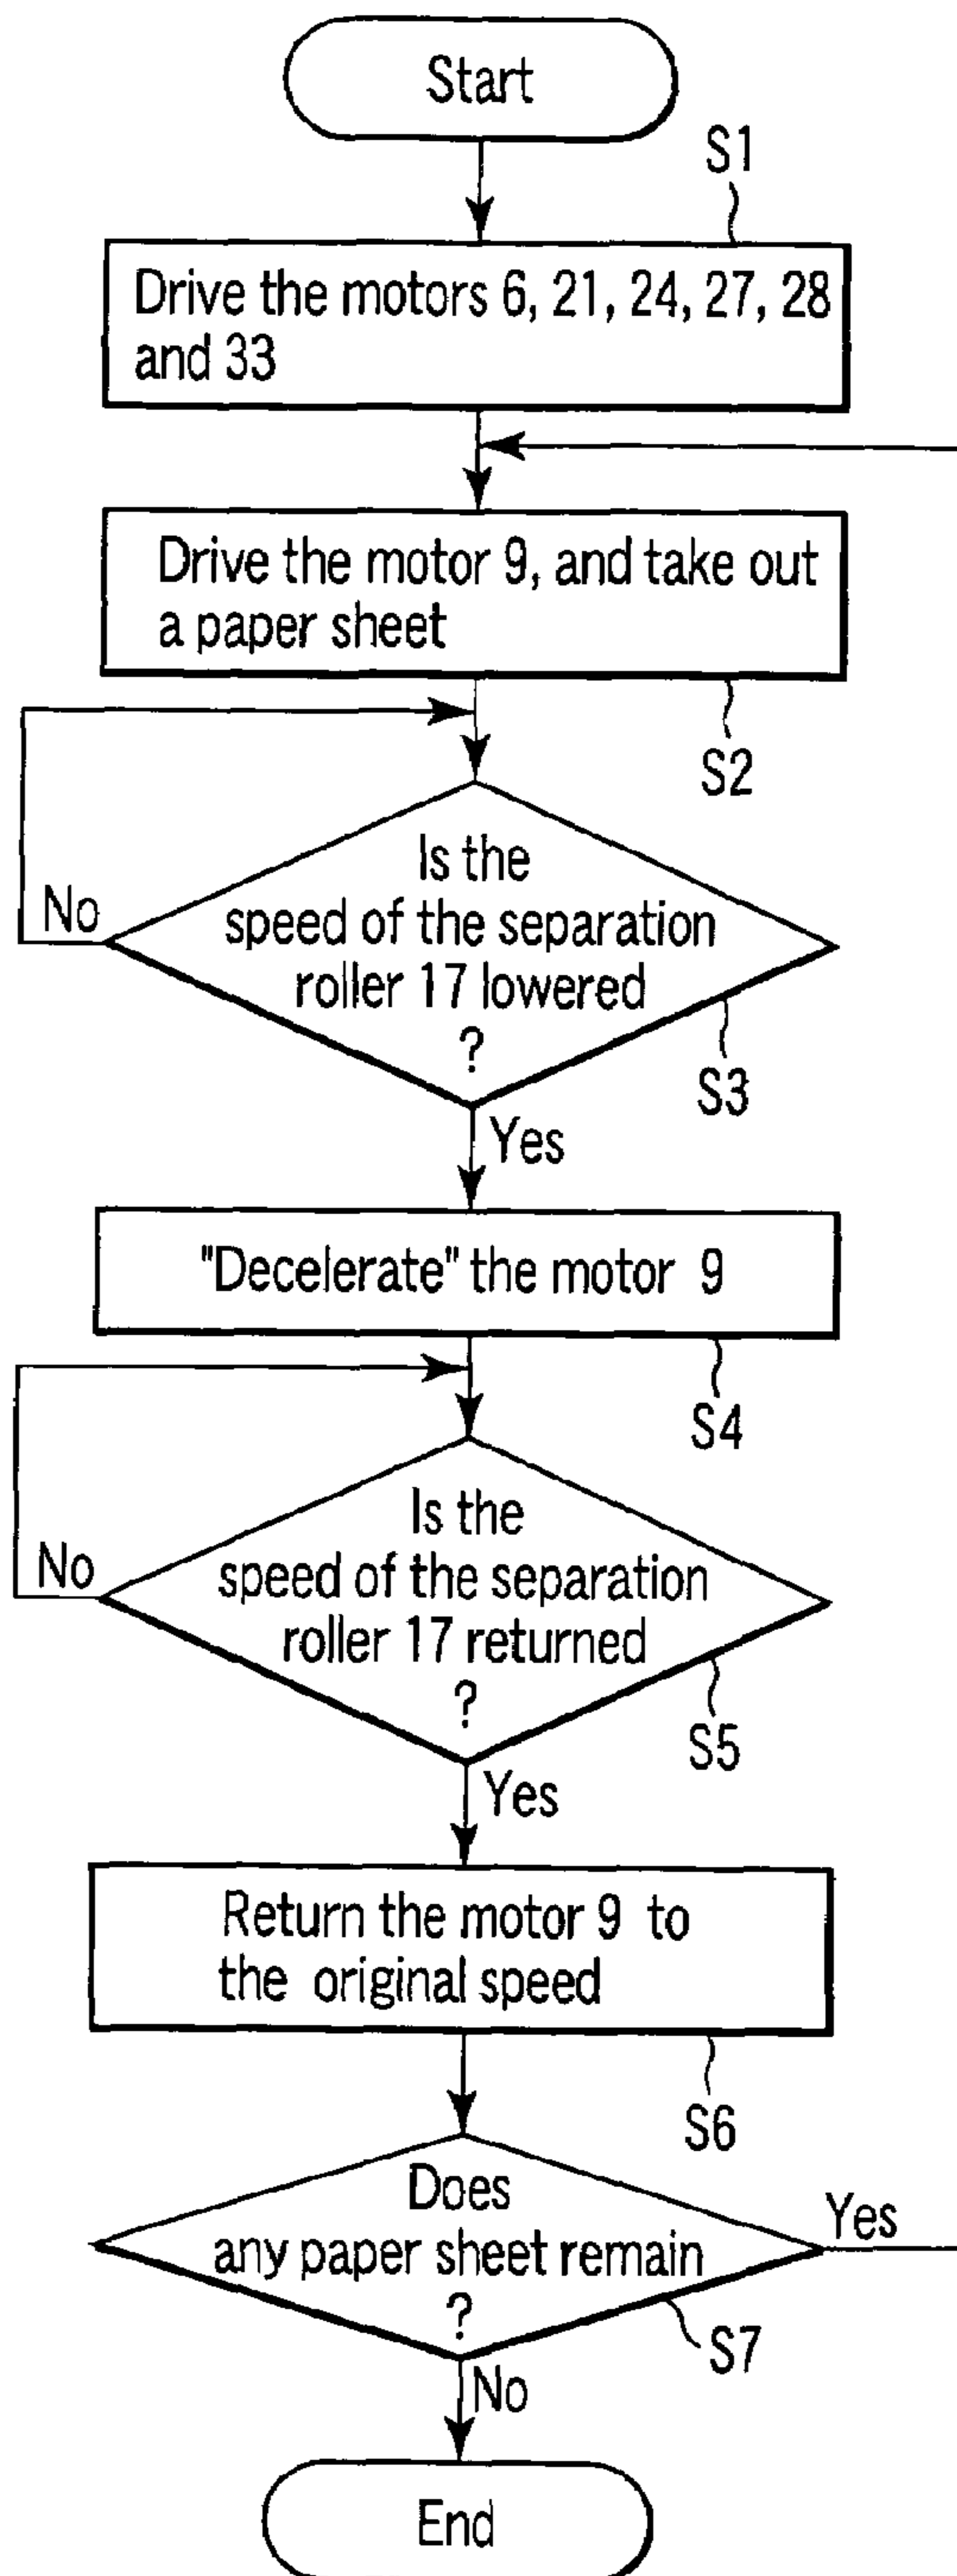 Start
S1
Drive the motors 6, 21, 24, 27, 28
and 33
Drive the motor 9, and take out
a paper sheet
S2
Is the
speed of the separation
roller 17 lowered
?
No
S3
Yes
"Decelerate" the motor 9
S4
Is the
speed of the separation
roller 17 returned
?
No
S5
Yes
Return the motor 9 to
the original speed
S6
Does
any paper sheet remain
?
Yes
S7
No
End